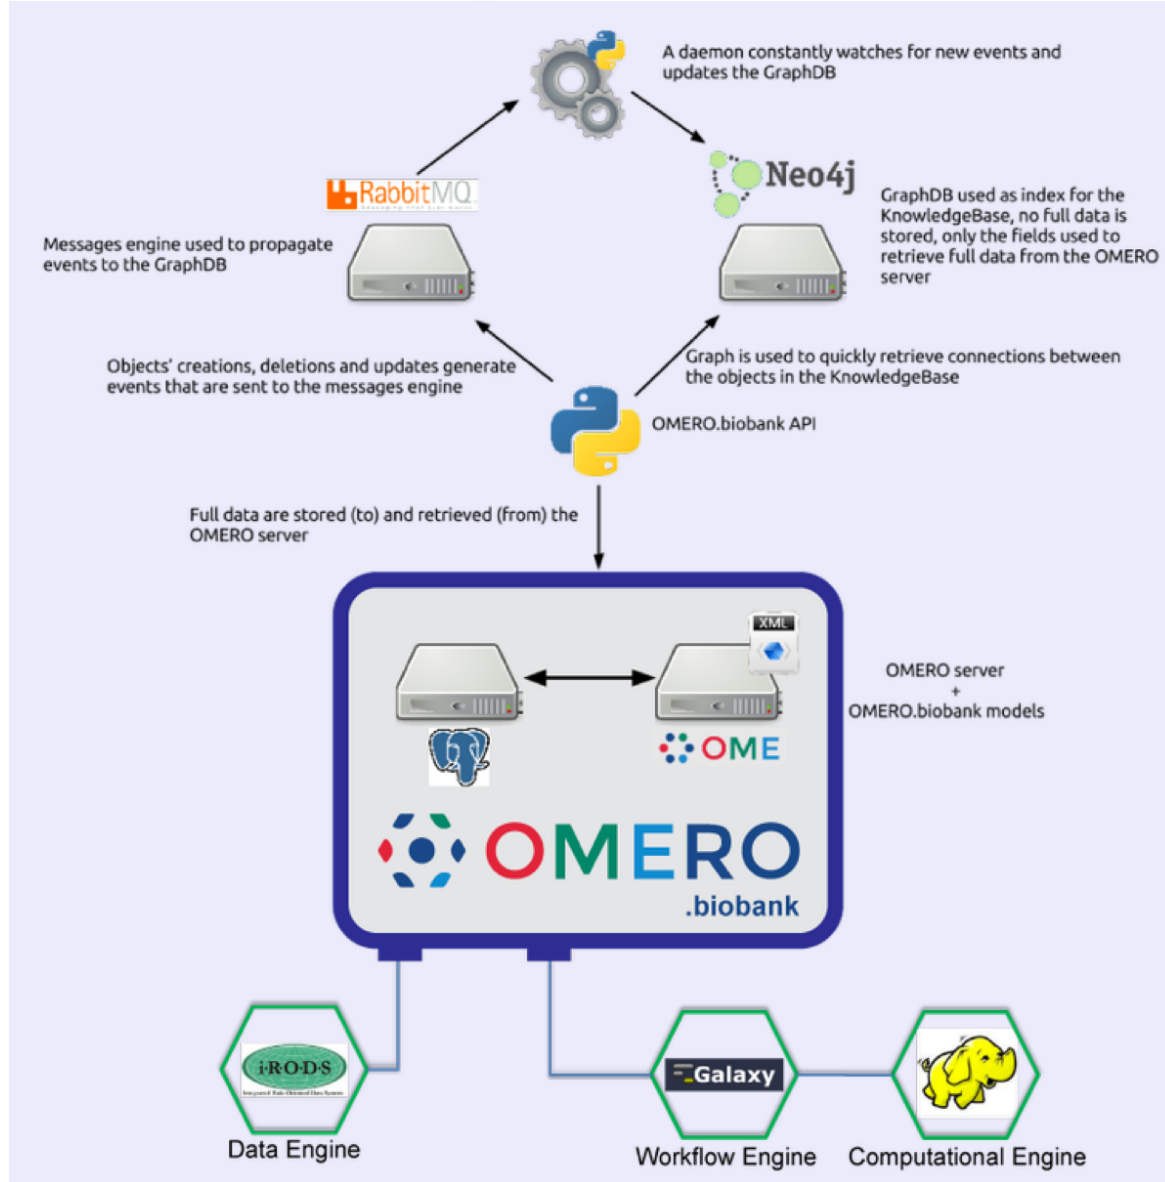 A daemon constantly watches for new events and
updates the GraphDB
RabbitMQ
Neo4j
Messages engine used to propagate
events to the GraphDB
GraphDB used as index for the
KnowledgeBase, no full data is
stored, only the fields used to
retrieve full data from the OMERO
server
Objects' creations, deletions and updates generate
events that are sent to the messages engine
Graph is used to quickly retrieve connections between
the objects in the KnowledgeBase
OMERO.biobank API
Full data are stored (to) and retrieved (from) the
OMERO server
XML
OME
OMERO server
+
OMERO.biobank models
OMERO
.biobank
i·R·O·D·S
Integrated Rule-Oriented Data System
Galaxy
Data Engine
Workflow Engine
Computational Engine